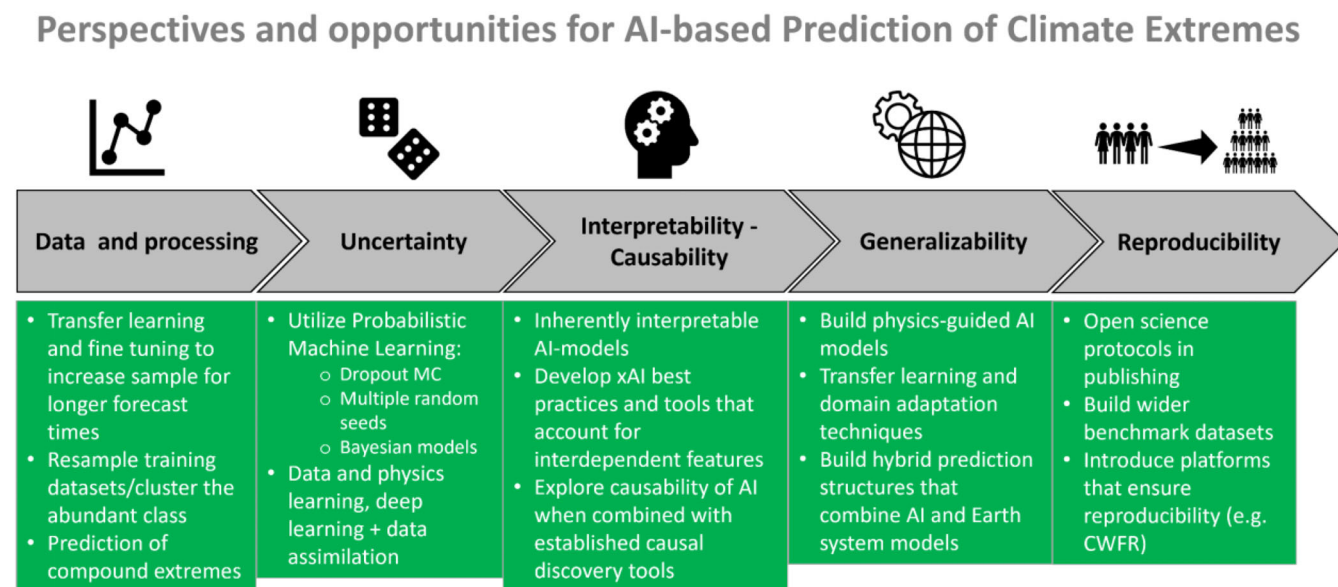 Perspectives and opportunities for AI-based Prediction of Climate Extremes
Data and processing
Uncertainty
Interpretability -
Causability
Generalizability
Reproducibility
• Transfer learning
and fine tuning to
increase sample for
longer forecast
times
• Resample training
datasets/cluster the
abundant class
• Prediction of
compound extremes
• Utilize Probabilistic
Machine Learning:
o Dropout MC
o Multiple random
seeds
o Bayesian models
• Data and physics
learning, deep
learning + data
assimilation
• Inherently interpretable
AI-models
• Develop xAI best
practices and tools that
account for
interdependent features
• Explore causability of AI
when combined with
established causal
discovery tools
• Build physics-guided AI
models
• Transfer learning and
domain adaptation
techniques
• Build hybrid prediction
structures that
combine AI and Earth
system models
• Open science
protocols in
publishing
• Build wider
benchmark datasets
• Introduce platforms
that ensure
reproducibility (e.g.
CWFR)